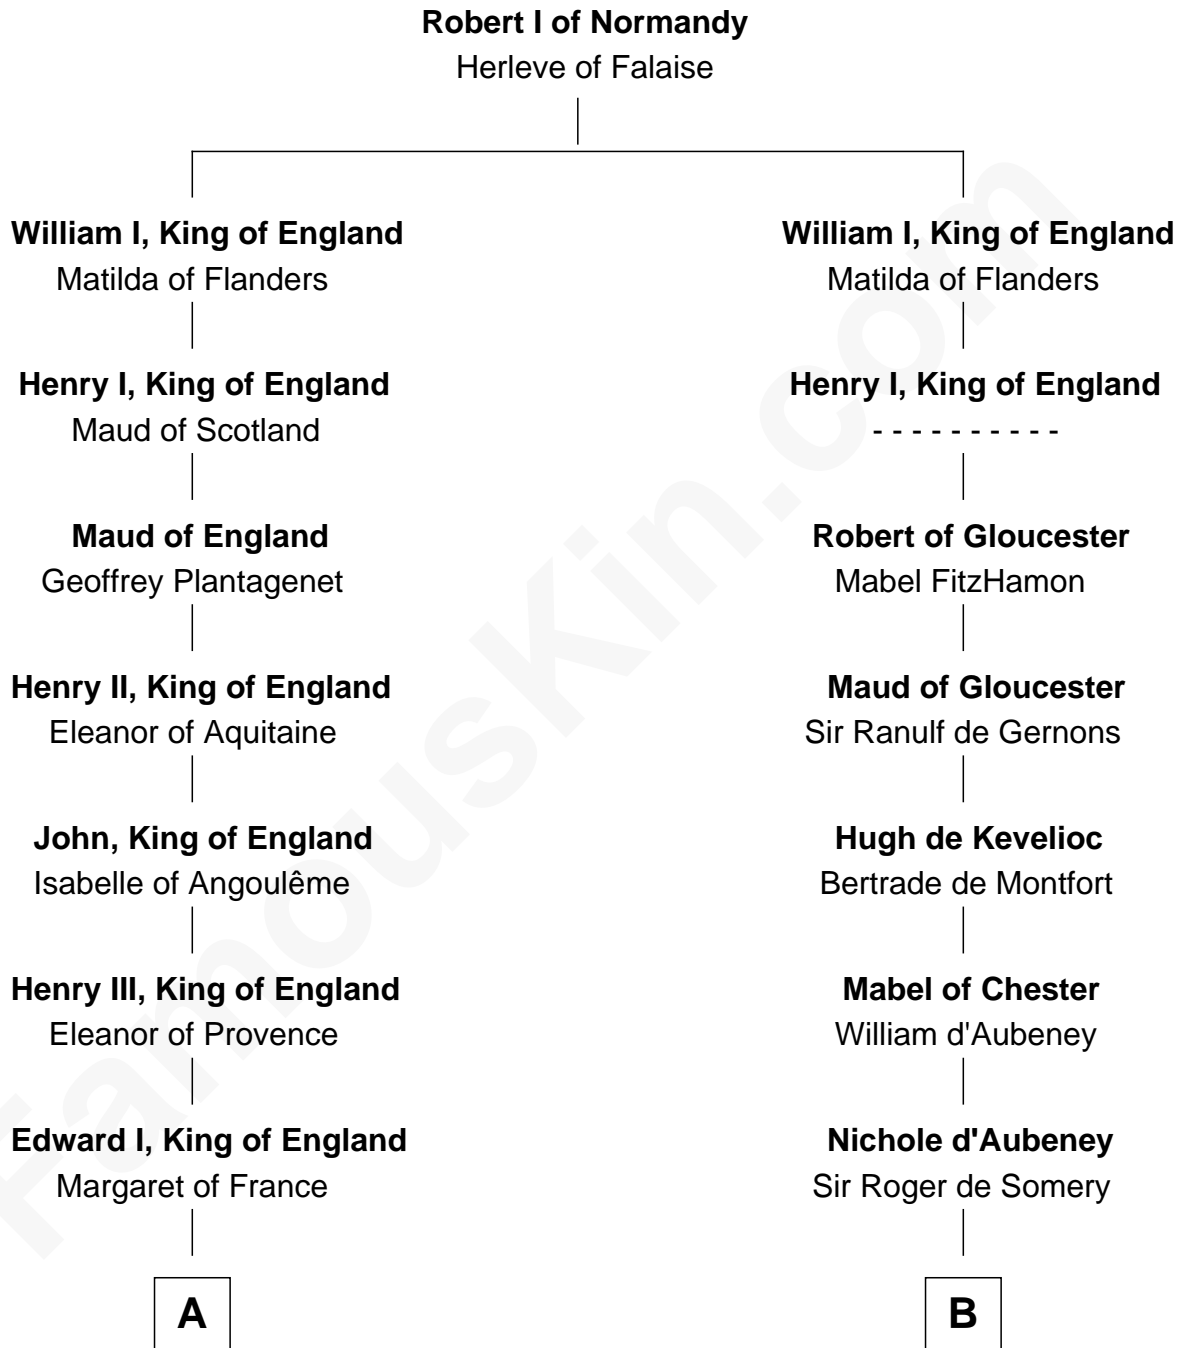 Robert I of Normandy
Herleve of Falaise
William I, King of England
Matilda of Flanders
Henry I, King of England
Maud of Scotland
Maud of England
Geoffrey Plantagenet
Henry II, King of England
Eleanor of Aquitaine
John, King of England
Isabelle of Angoulême
Henry III, King of England
Eleanor of Provence
Edward I, King of England
Margaret of France
A
William I, King of England
Matilda of Flanders
Henry I, King of England
- - - - - - - - - -
Robert of Gloucester
Mabel FitzHamon
Maud of Gloucester
Sir Ranulf de Gernons
Hugh de Kevelioc
Bertrade de Montfort
Mabel of Chester
William d'Aubeney
Nichole d'Aubeney
Sir Roger de Somery
B
FamousKin.com